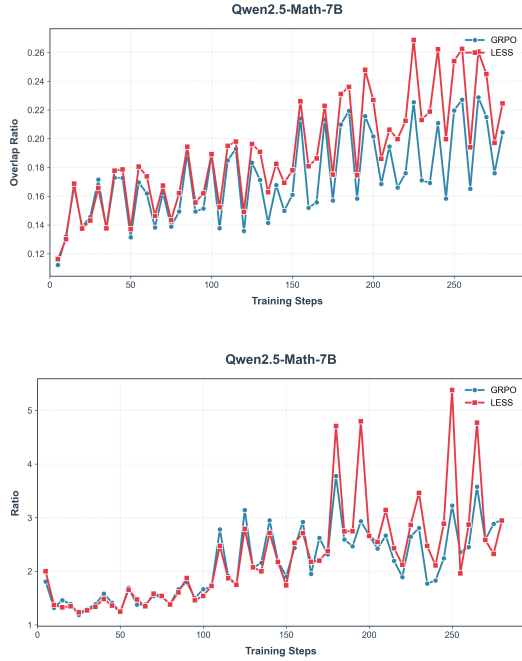 Qwen2.5-Math-7B
GRPO
LESS
0.26
0.24
0.22
0.20
0.18
0.16
0.14
0.12
Overlap Ratio
0 50 100 150 200 250
Training Steps
Qwen2.5-Math-7B
GRPO
LESS
5
4
3
2
1
Ratio
0 50 100 150 200 250
Training Steps